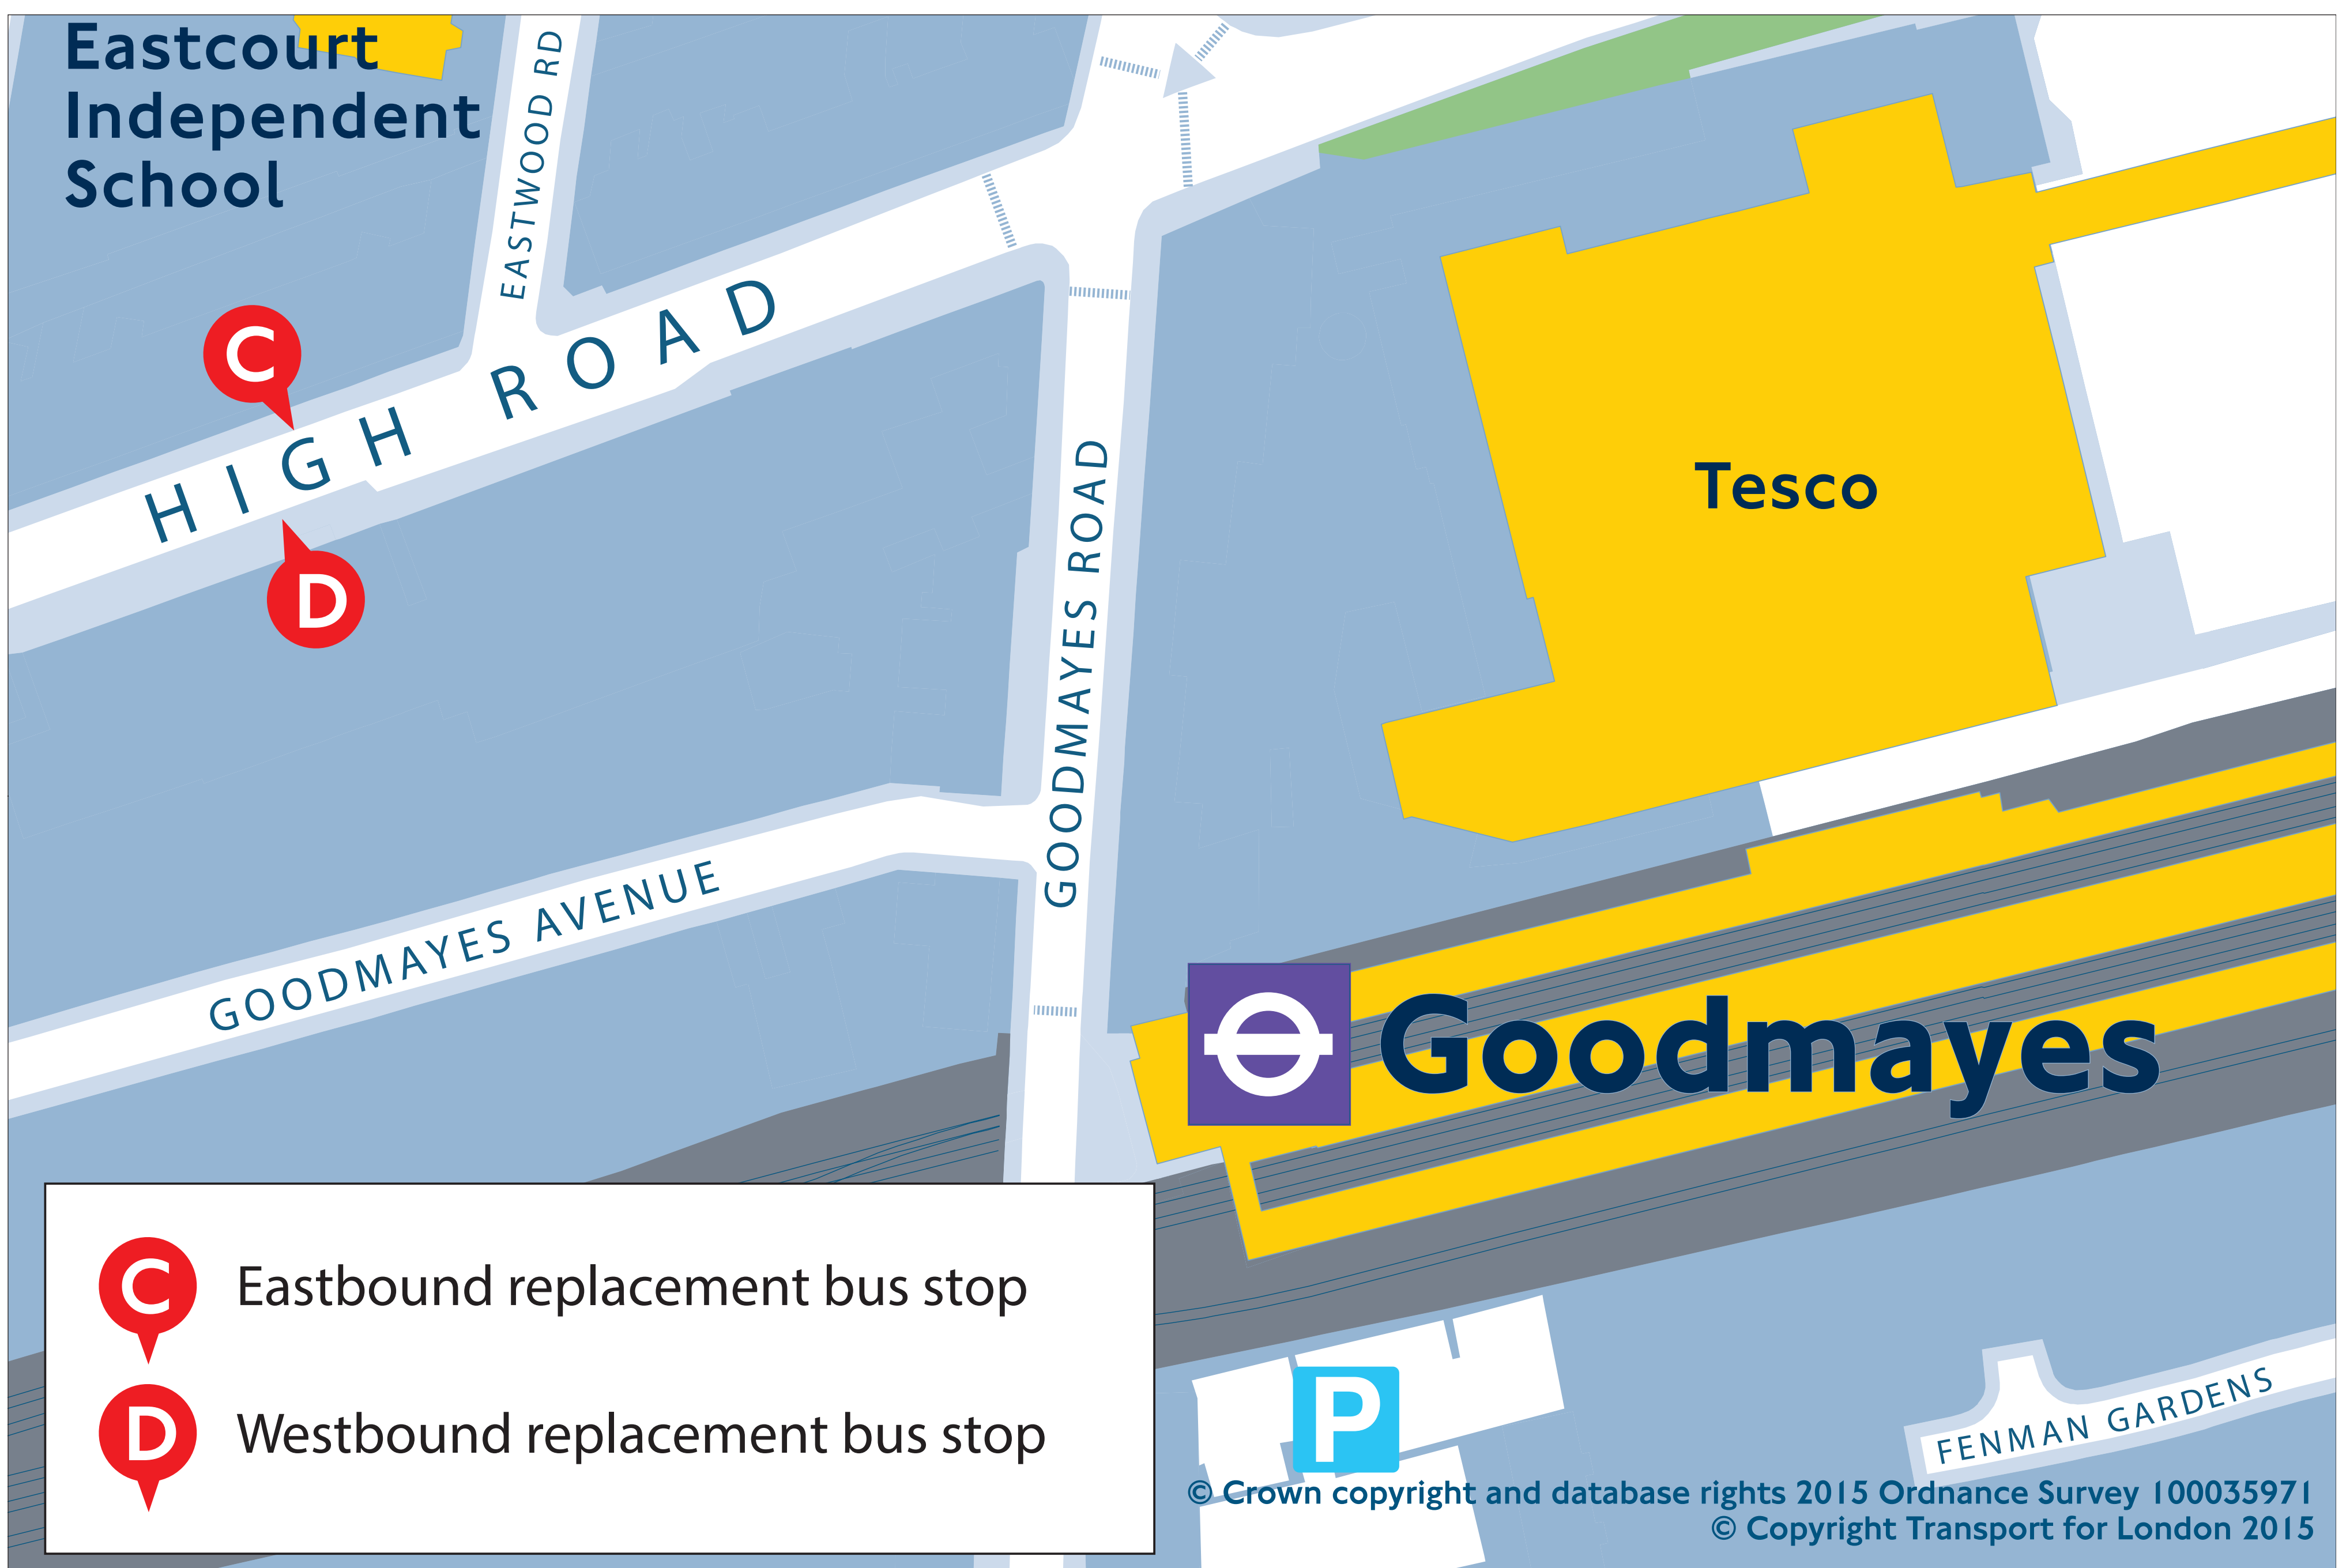 Eastcourt
Independent
School
EASTWOOD RD
C
HIGH ROAD
D
GOODMAYES ROAD
Tesco
GOODMAYES AVENUE
Goodmayes
C Eastbound replacement bus stop
D Westbound replacement bus stop
P
FENMAN GARDENS
© Crown copyright and database rights 2015 Ordnance Survey 100035971
© Copyright Transport for London 2015